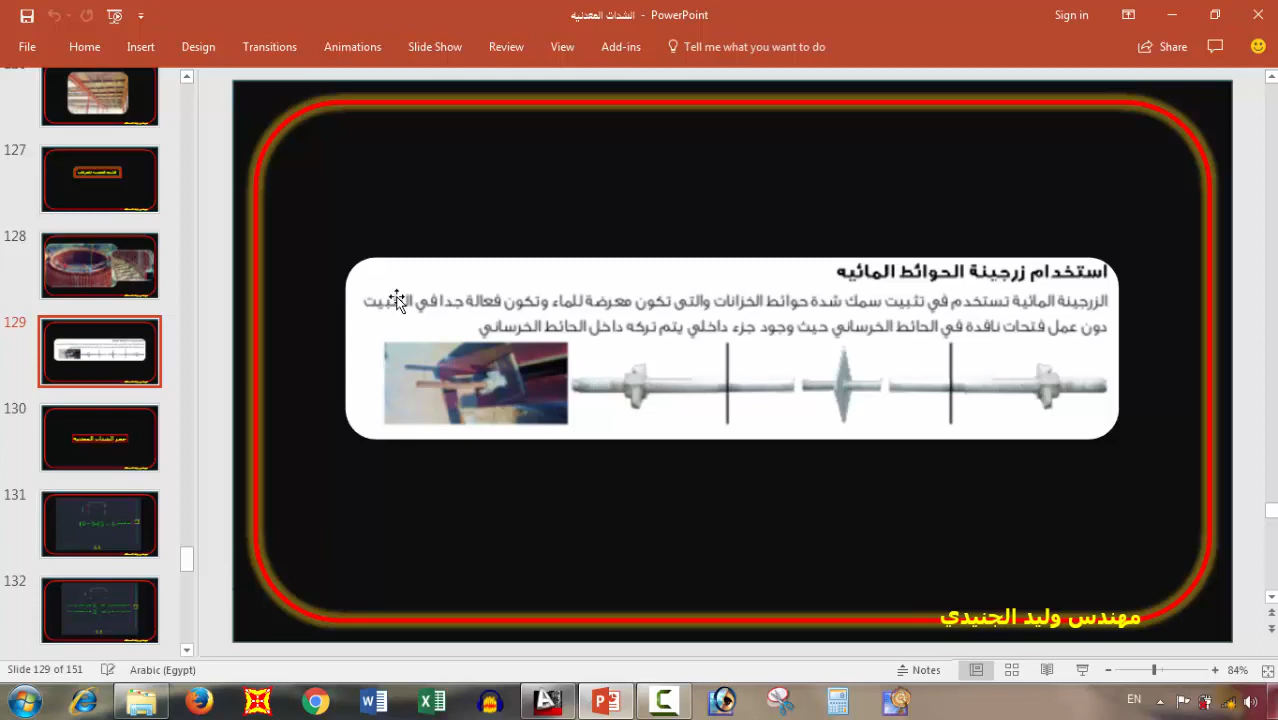 الشدات المعدنيه - PowerPoint
Sign in
File Home Insert Design Transitions Animations Slide Show Review View Add-ins Tell me what you want to do Share
127
128
129
130
حصر الشدات المعدنيه
131
132
استخدام زرجينة الحوائط المائيه
الزرجينة المائية تستخدم في تثبيت سمك شدة حوائط الخزانات والتى تكون معرضة للماء وتكون فعالة جدا في التثبيت
دون عمل فتحات نافذة في الحائط الخرساني حيث وجود جزء داخلي يتم تركه داخل الحائط الخرساني
مهندس وليد الجنيدي
Slide 129 of 151 Arabic (Egypt) Notes 84%
EN